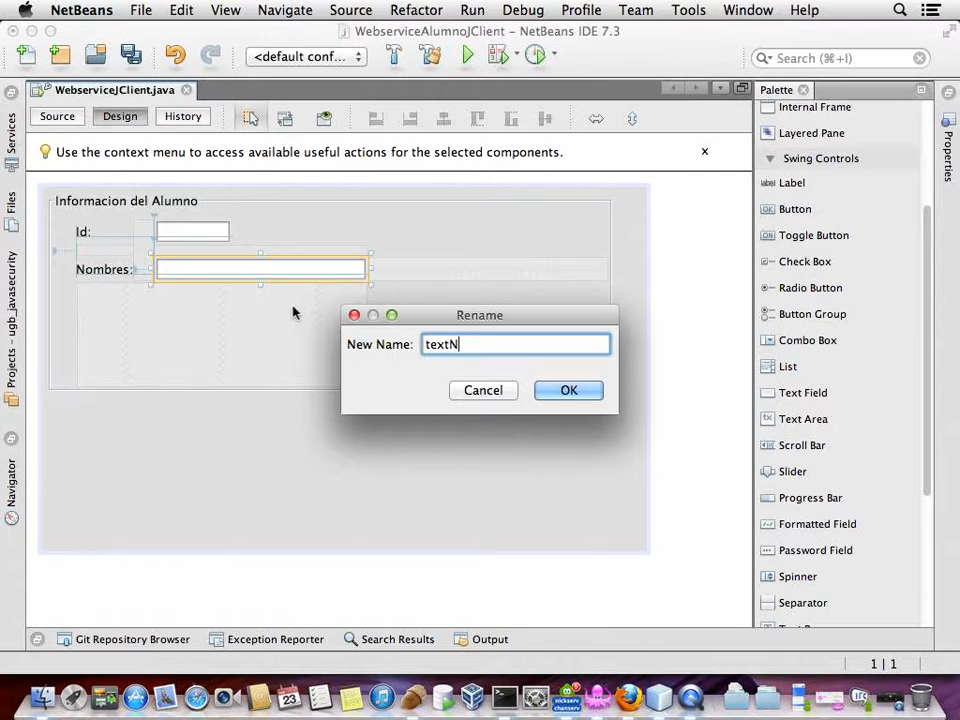 NetBeans File Edit View Navigate Source Refactor Run Debug Profile Team Tools Window Help
WebserviceAlumnoJClient - NetBeans IDE 7.3
<default conf...
Search (⌘+I)
WebserviceJClient.java
Source Design History
Use the context menu to access available useful actions for the selected components. x
Services
Files
Projects - ugb_javasecurity
Navigator
Informacion del Alumno
Id:
Nombres:
Rename
New Name: textN
Cancel OK
Palette
Internal Frame
Layered Pane
Swing Controls
label Label
OK Button
Toggle Button
Check Box
Radio Button
Button Group
Combo Box
List
Text Field
Text Area
Scroll Bar
Slider
Progress Bar
Formatted Field
Password Field
Spinner
Separator
Properties
Git Repository Browser Exception Reporter Search Results Output
1 | 1
23